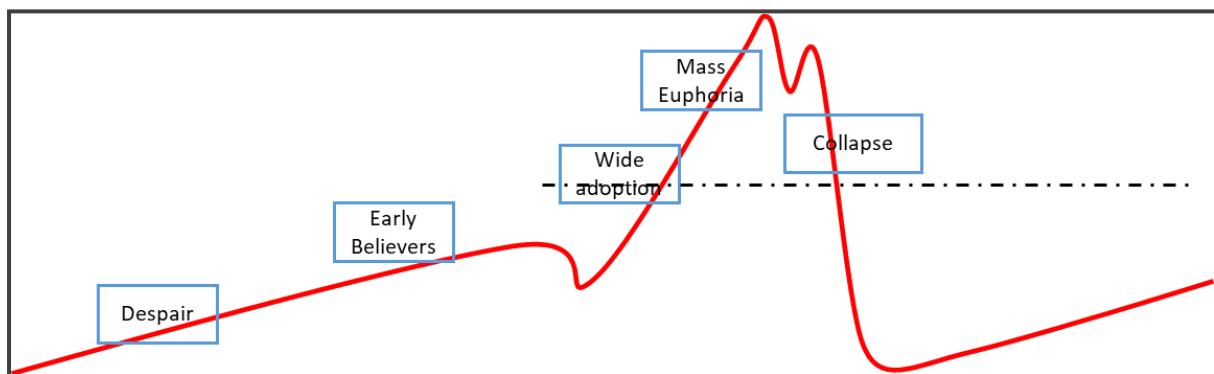 Despair
Early
Believers
Wide
adoption
Mass
Euphoria
Collapse